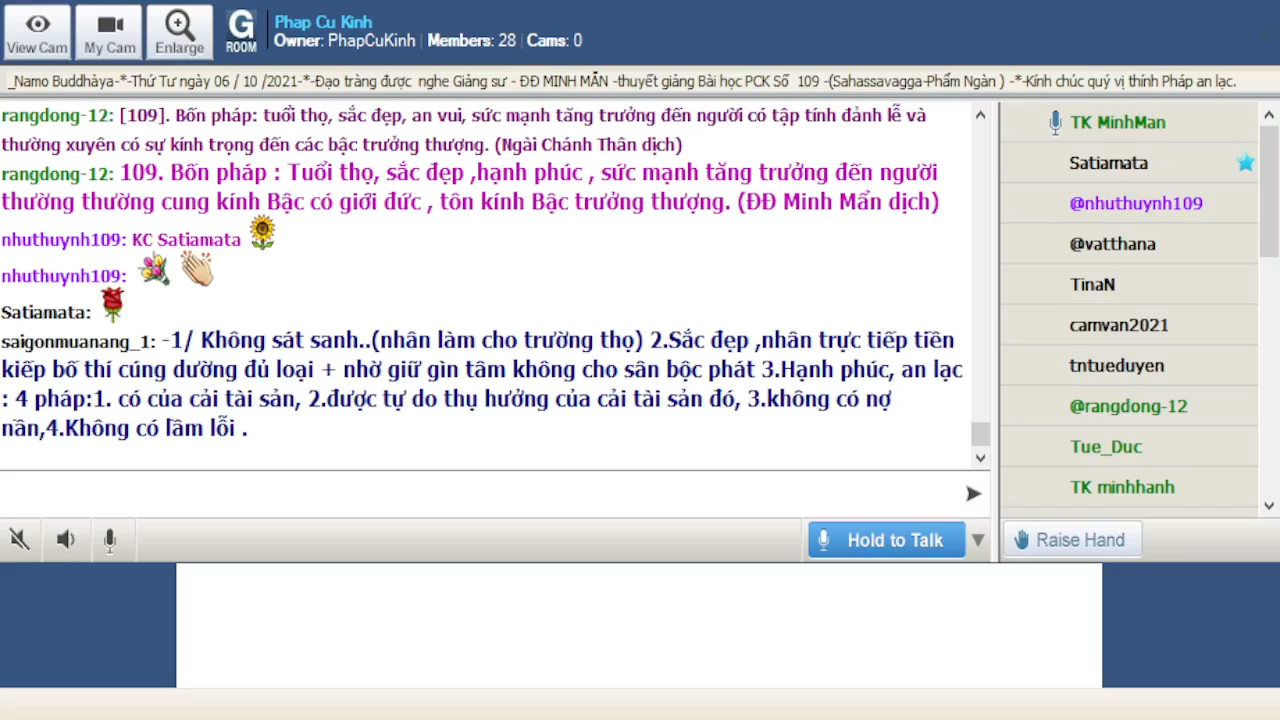 View Cam
My Cam
Enlarge
G
ROOM
Phap Cu Kinh
Owner: PhapCuKinh | Members: 28 | Cams: 0
_Namo Buddhàya-*-Thứ Tư ngày 06 / 10 /2021-*-Đạo tràng được nghe Giảng sư - ĐĐ MINH MẪN -thuyết giảng Bài học PCK Số 109 -(Sahassavagga-Phẩm Ngàn ) -*-Kính chúc quý vị thính Pháp an lạc.
rangdong-12: [109]. Bốn pháp: tuổi thọ, sắc đẹp, an vui, sức mạnh tăng trưởng đến người có tập tính đảnh lễ và
thường xuyên có sự kính trọng đến các bậc trưởng thượng. (Ngài Chánh Thân dịch)
rangdong-12: 109. Bốn pháp : Tuổi thọ, sắc đẹp ,hạnh phúc , sức mạnh tăng trưởng đến người
thường thường cung kính Bậc có giới đức , tôn kính Bậc trưởng thượng. (ĐĐ Minh Mẩn dịch)
nhuthuynh109: KC Satiamata
nhuthuynh109:
Satiamata:
saigonmuanang_1: -1/ Không sát sanh..(nhân làm cho trường thọ) 2.Sắc đẹp ,nhân trực tiếp tiền
kiếp bố thí cúng dường đủ loại + nhờ giữ gìn tâm không cho sân bộc phát 3.Hạnh phúc, an lạc
: 4 pháp:1. có của cải tài sản, 2.được tự do thụ hưởng của cải tài sản đó, 3.không có nợ
nần,4.Không có lầm lỗi .
TK MinhMan
Satiamata
@nhuthuynh109
@vatthana
TinaN
camvan2021
tntueduyen
@rangdong-12
Tue_Duc
TK minhhanh
Hold to Talk
Raise Hand